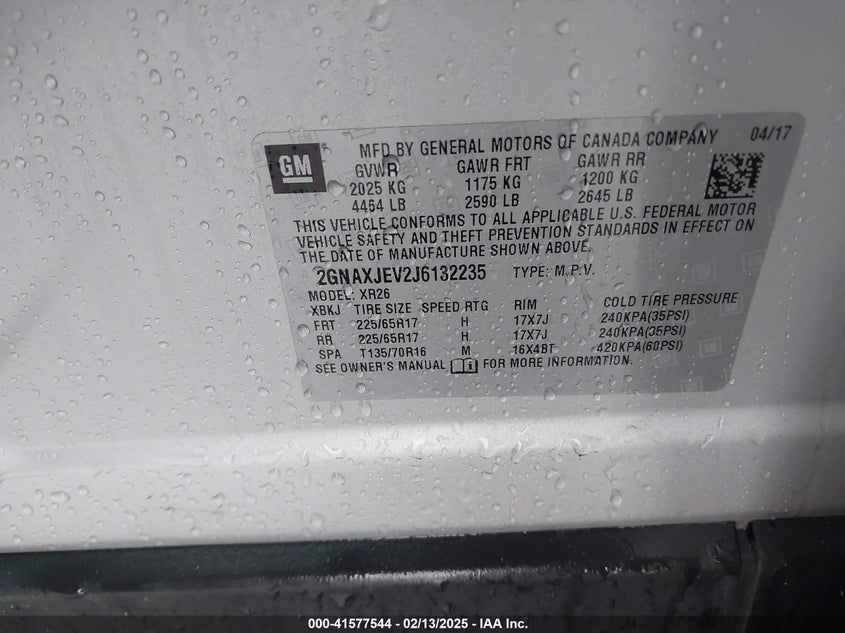 GM
MFD BY GENERAL MOTORS OF CANADA COMPANY 04/17
GVWR GAWR FRT GAWR RR
2025 KG 1175 KG 1200 KG
4464 LB 2590 LB 2645 LB
THIS VEHICLE CONFORMS TO ALL APPLICABLE U.S. FEDERAL MOTOR
VEHICLE SAFETY AND THEFT PREVENTION STANDARDS IN EFFECT ON
THE DATE OF MANUFACTURE SHOWN ABOVE.
2GNAXJEV2J6132235 TYPE: M.P.V.
MODEL: XR26
XBKJ TIRE SIZE SPEED RTG RIM COLD TIRE PRESSURE
FRT 225/65R17 H 17X7J 240KPA(35PSI)
RR 225/65R17 H 17X7J 240KPA(35PSI)
SPA T135/70R16 M 16X4BT 420KPA(60PSI)
SEE OWNER'S MANUAL FOR MORE INFORMATION.
000-41577544 -- 02/13/2025 -- IAA Inc.